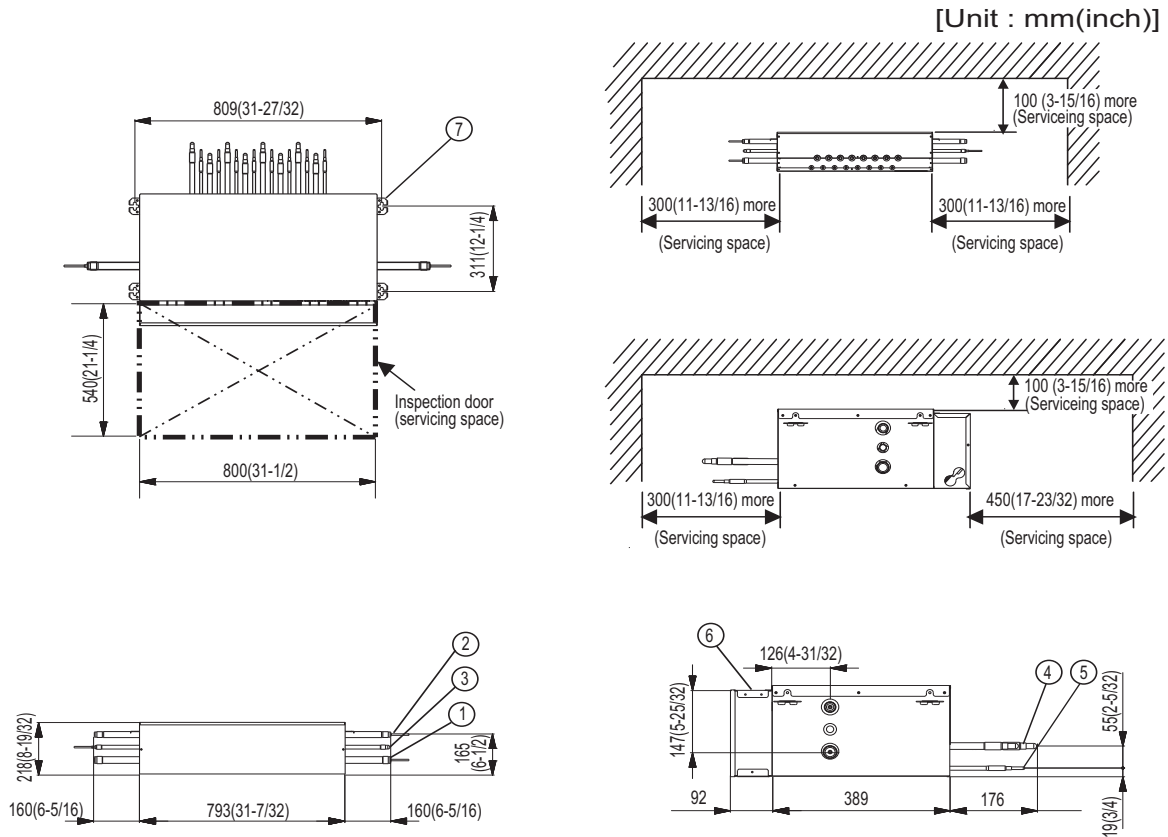 [Unit : mm(inch)]
809(31-27/32)
7
311(12-1/4)
540(21-1/4)
Inspection door
(servicing space)
800(31-1/2)
100 (3-15/16) more
(Serviceing space)
300(11-13/16) more
(Servicing space)
300(11-13/16) more
(Servicing space)
100 (3-15/16) more
(Serviceing space)
300(11-13/16) more
(Servicing space)
450(17-23/32) more
(Servicing space)
2
3
1
218(8-19/32)
165
(6-1/2)
160(6-5/16)
793(31-7/32)
160(6-5/16)
6
126(4-31/32)
4
5
147(5-25/32)
55(2-5/32)
92
389
176
19(3/4)